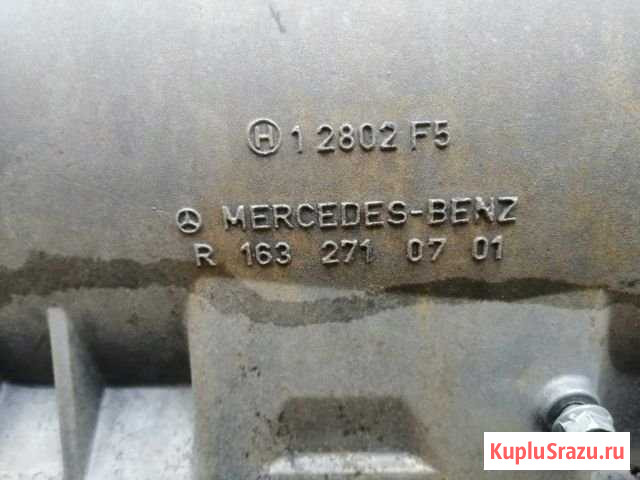 H 1 2802 F5
MERCEDES-BENZ
R 163 271 07 01
KupluSrazu.ru